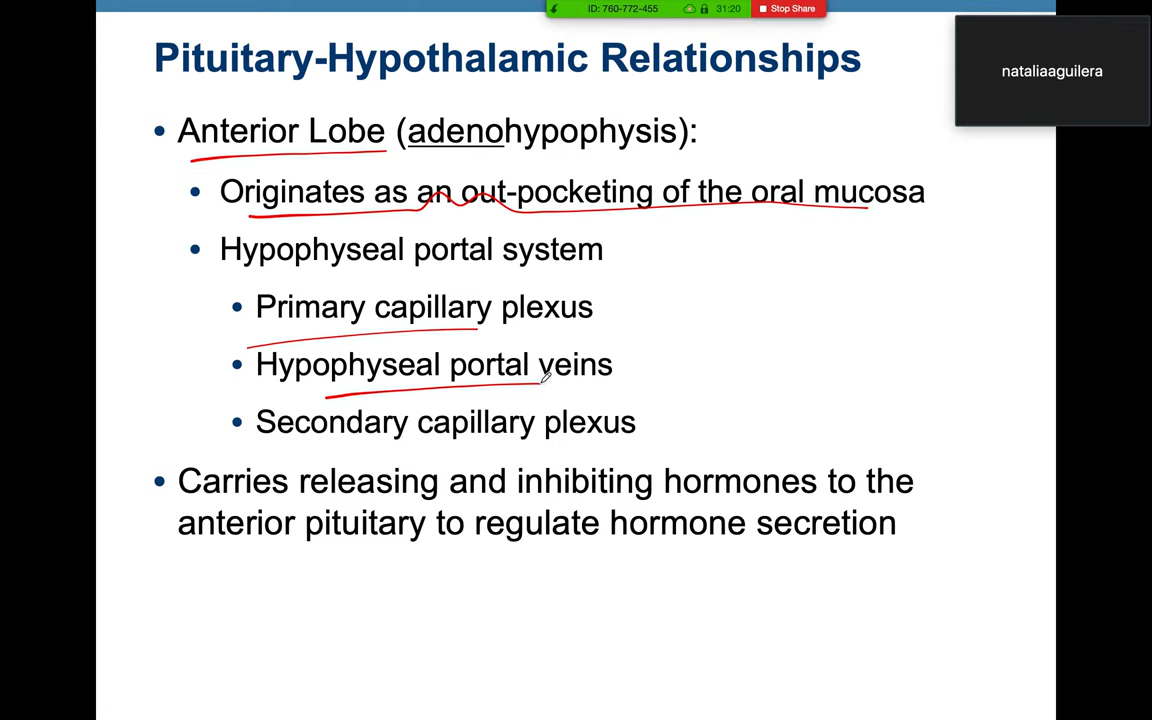 ID: 760-772-455 31:20 Stop Share
Pituitary-Hypothalamic Relationships
nataliaaguilera
• Anterior Lobe (adenohypophysis):
• Originates as an out-pocketing of the oral mucosa
• Hypophyseal portal system
• Primary capillary plexus
• Hypophyseal portal veins
• Secondary capillary plexus
• Carries releasing and inhibiting hormones to the
anterior pituitary to regulate hormone secretion